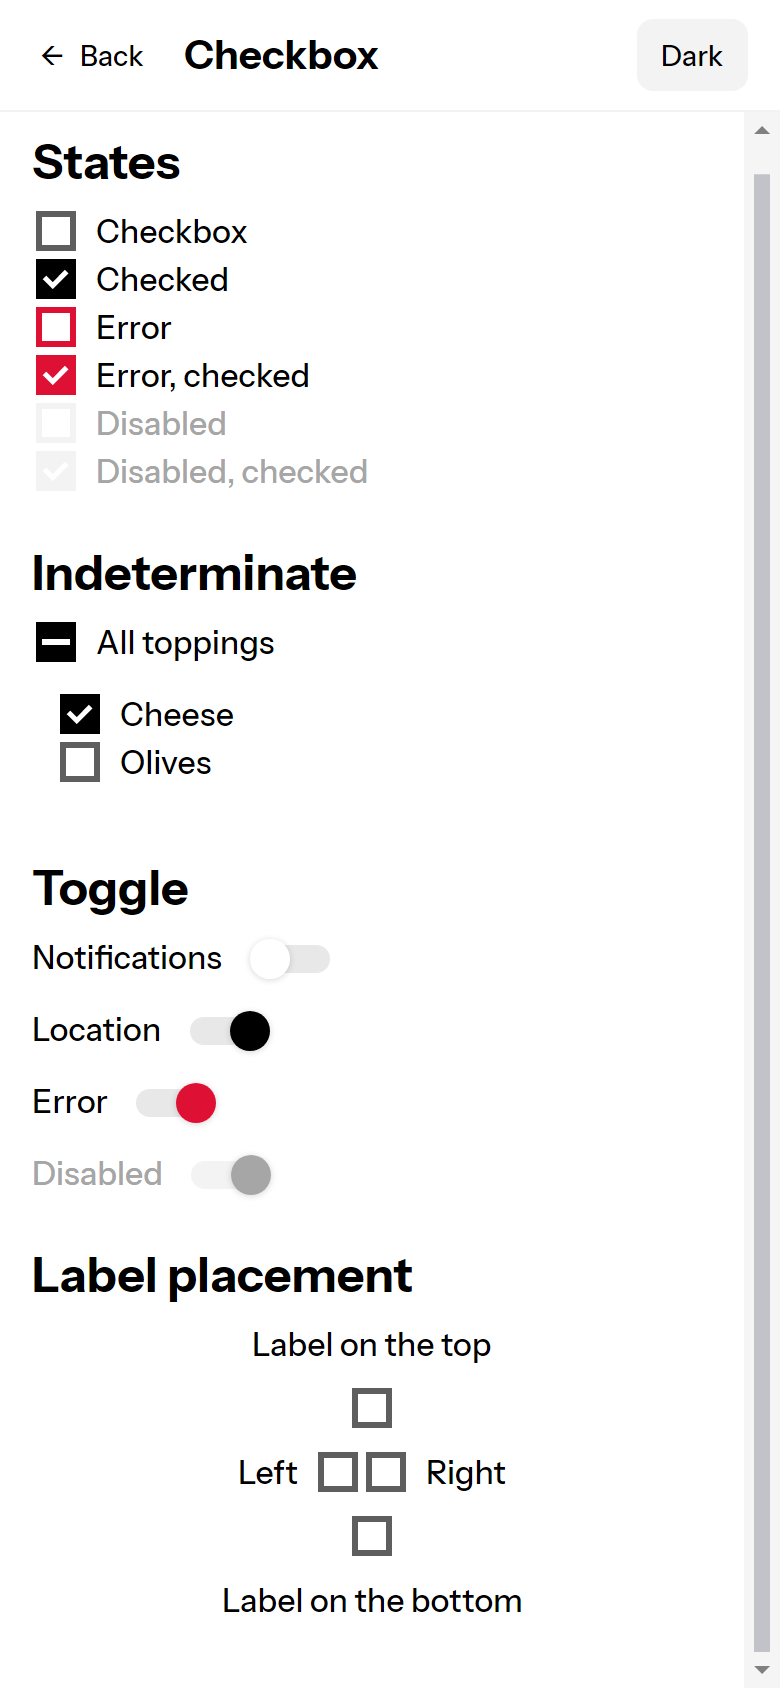 Back Checkbox Dark
States
Checkbox
Checked
Error
Error, checked
Disabled
Disabled, checked
Indeterminate
All toppings
Cheese
Olives
Toggle
Notifications
Location
Error
Disabled
Label placement
Label on the top
Left Right
Label on the bottom